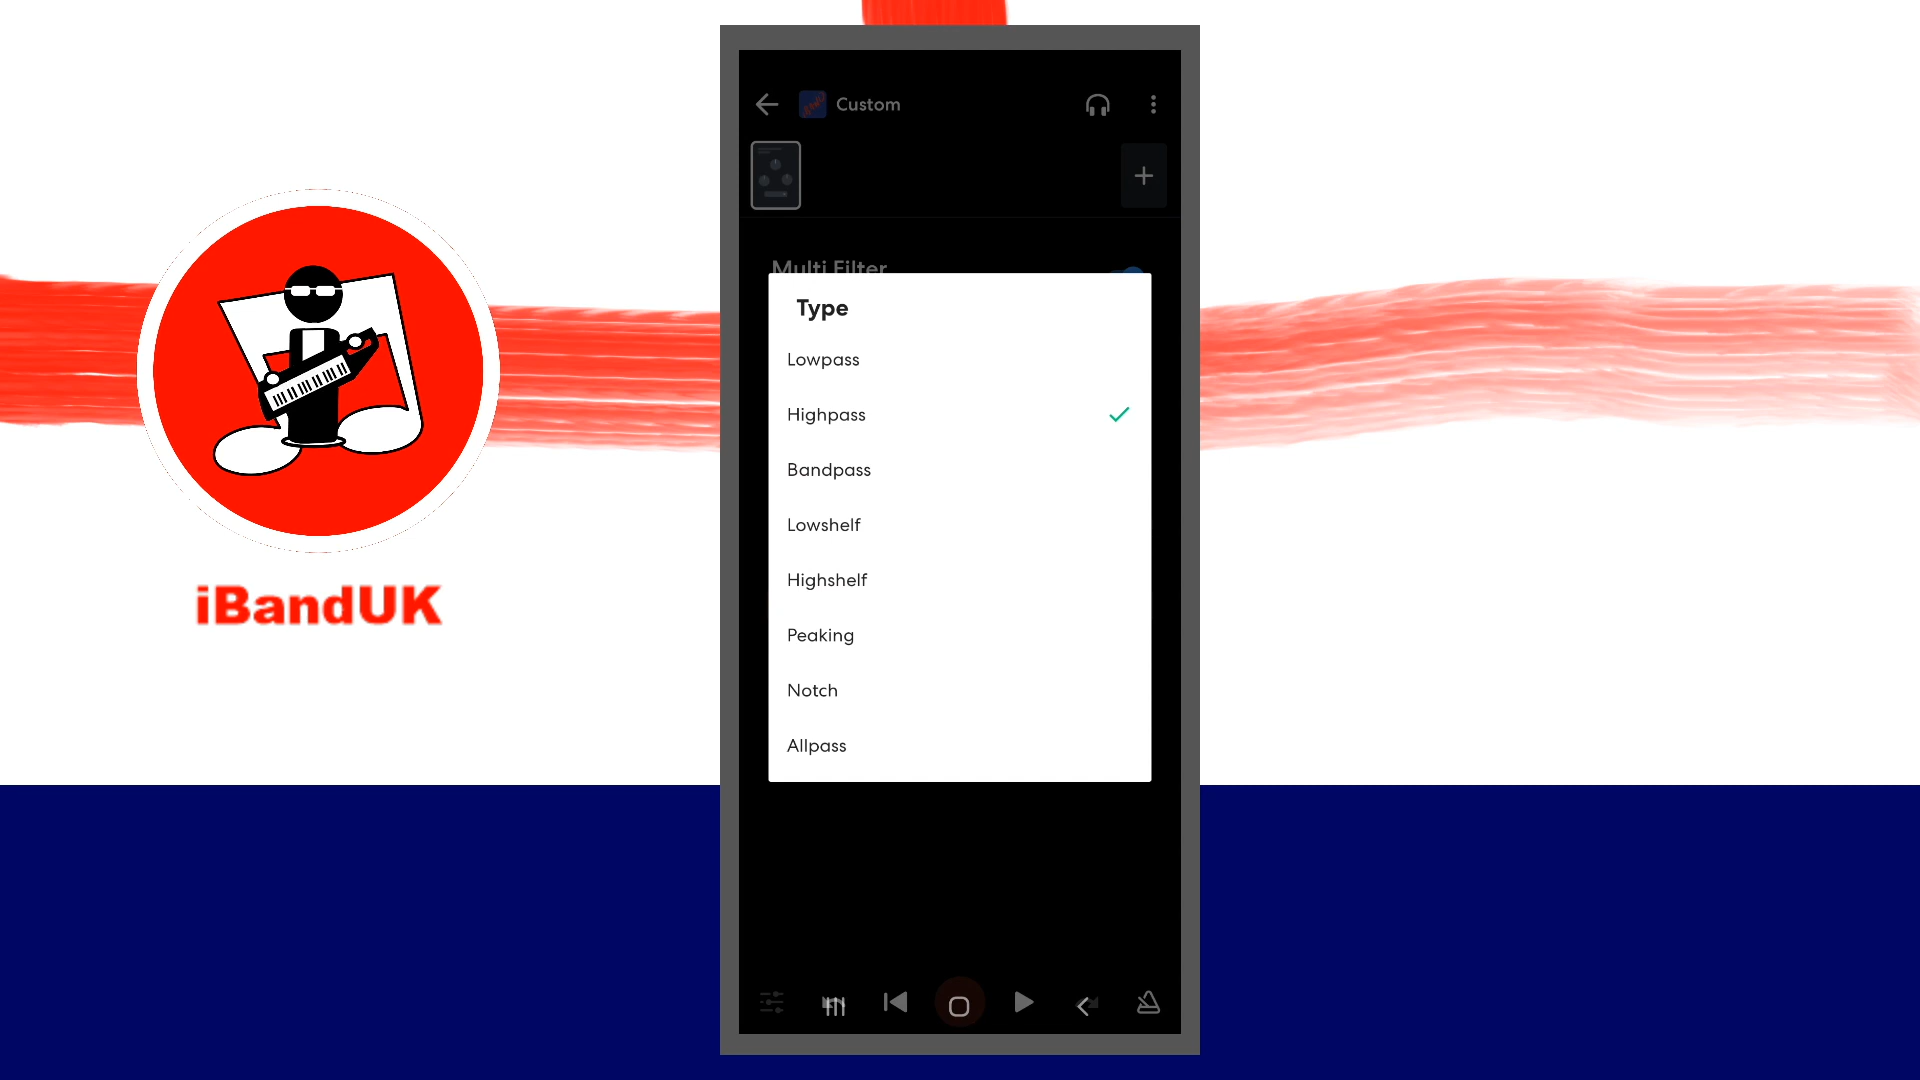 Custom
Multi Filter
Type
Lowpass
Highpass
Bandpass
Lowshelf
Highshelf
Peaking
Notch
Allpass
iBandUK